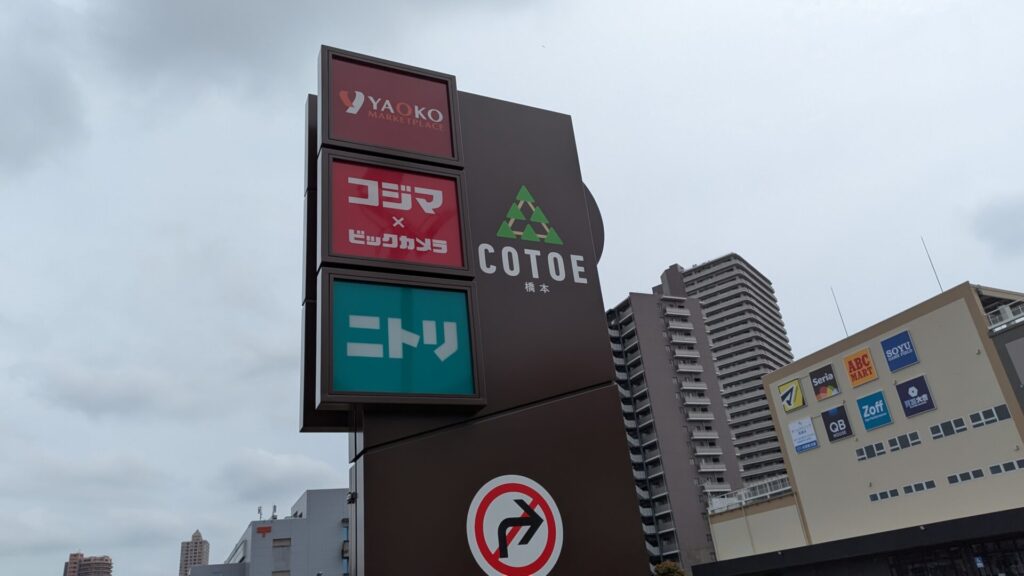 YAOKO
MARKETPLACE
コジマ
×
ビックカメラ
ニトリ
COTOE
橋本
Seria
ABC
MART
SOYU
QB
HOUSE
Zoff